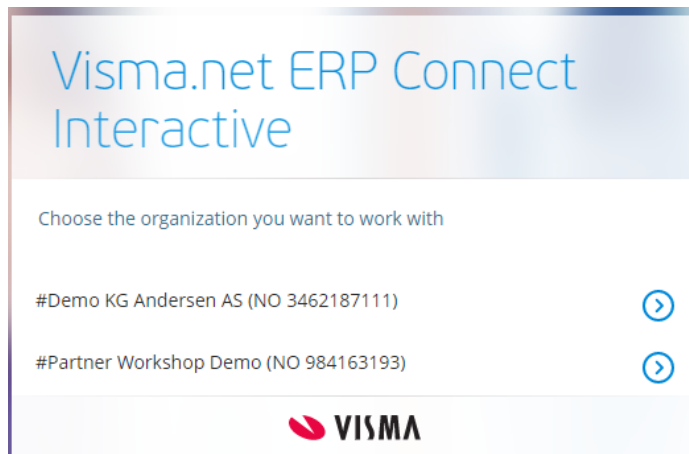 Visma.net ERP Connect
Interactive
Choose the organization you want to work with
#Demo KG Andersen AS (NO 3462187111)
#Partner Workshop Demo (NO 984163193)
VISMA